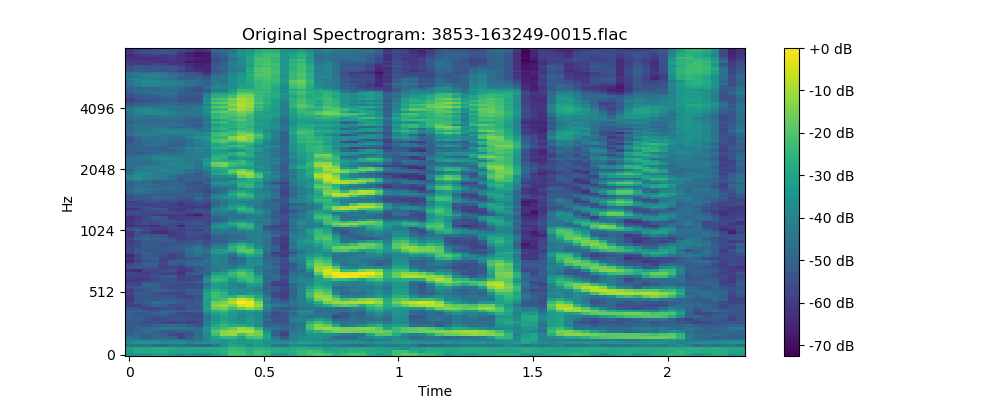 Original Spectrogram: 3853-163249-0015.flac
Hz
4096
2048
1024
512
0
0
0.5
1
1.5
2
Time
+0 dB
-10 dB
-20 dB
-30 dB
-40 dB
-50 dB
-60 dB
-70 dB